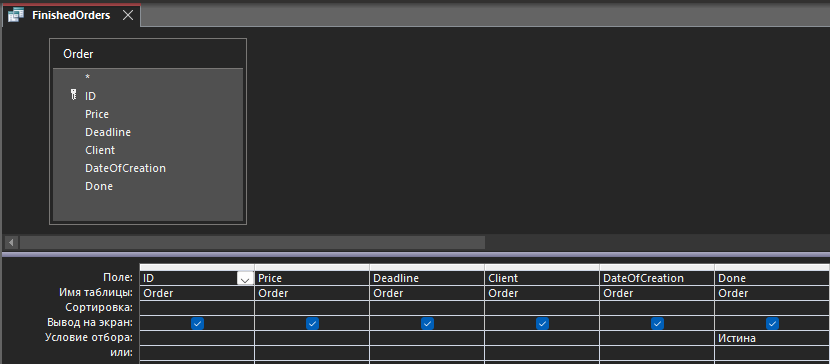 FinishedOrders
Order
*
ID
Price
Deadline
Client
DateOfCreation
Done
Поле: ID Price Deadline Client DateOfCreation Done
Имя таблицы: Order Order Order Order Order Order
Сортировка:
Вывод на экран:
Условие отбора: Истина
или: